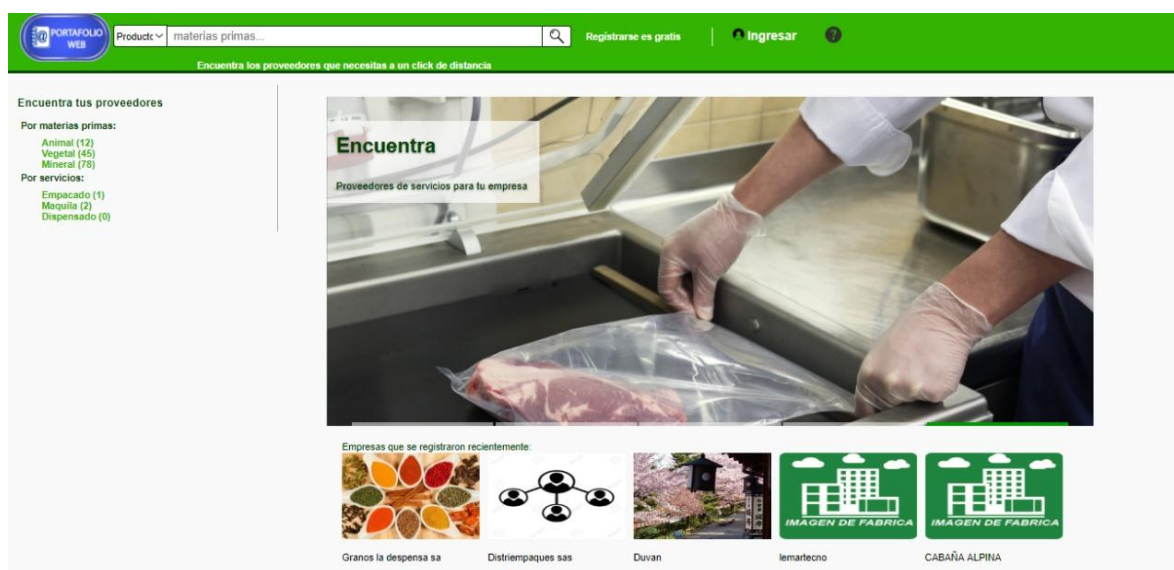 PORTAFOLIO
WEB
Productc
materias primas...
Registrarse es gratis
Ingresar
?
Encuentra los proveedores que necesitas a un click de distancia
Encuentra tus proveedores
Por materias primas:
Animal (12)
Vegetal (45)
Mineral (78)
Por servicios:
Empacado (1)
Maquila (2)
Dispensado (0)
Encuentra
Proveedores de servicios para tu empresa
Empresas que se registraron recientemente:
IMAGEN DE FABRICA
IMAGEN DE FABRICA
Granos la despensa sa
Distriempaques sas
Duvan
lemartecno
CABAÑA ALPINA